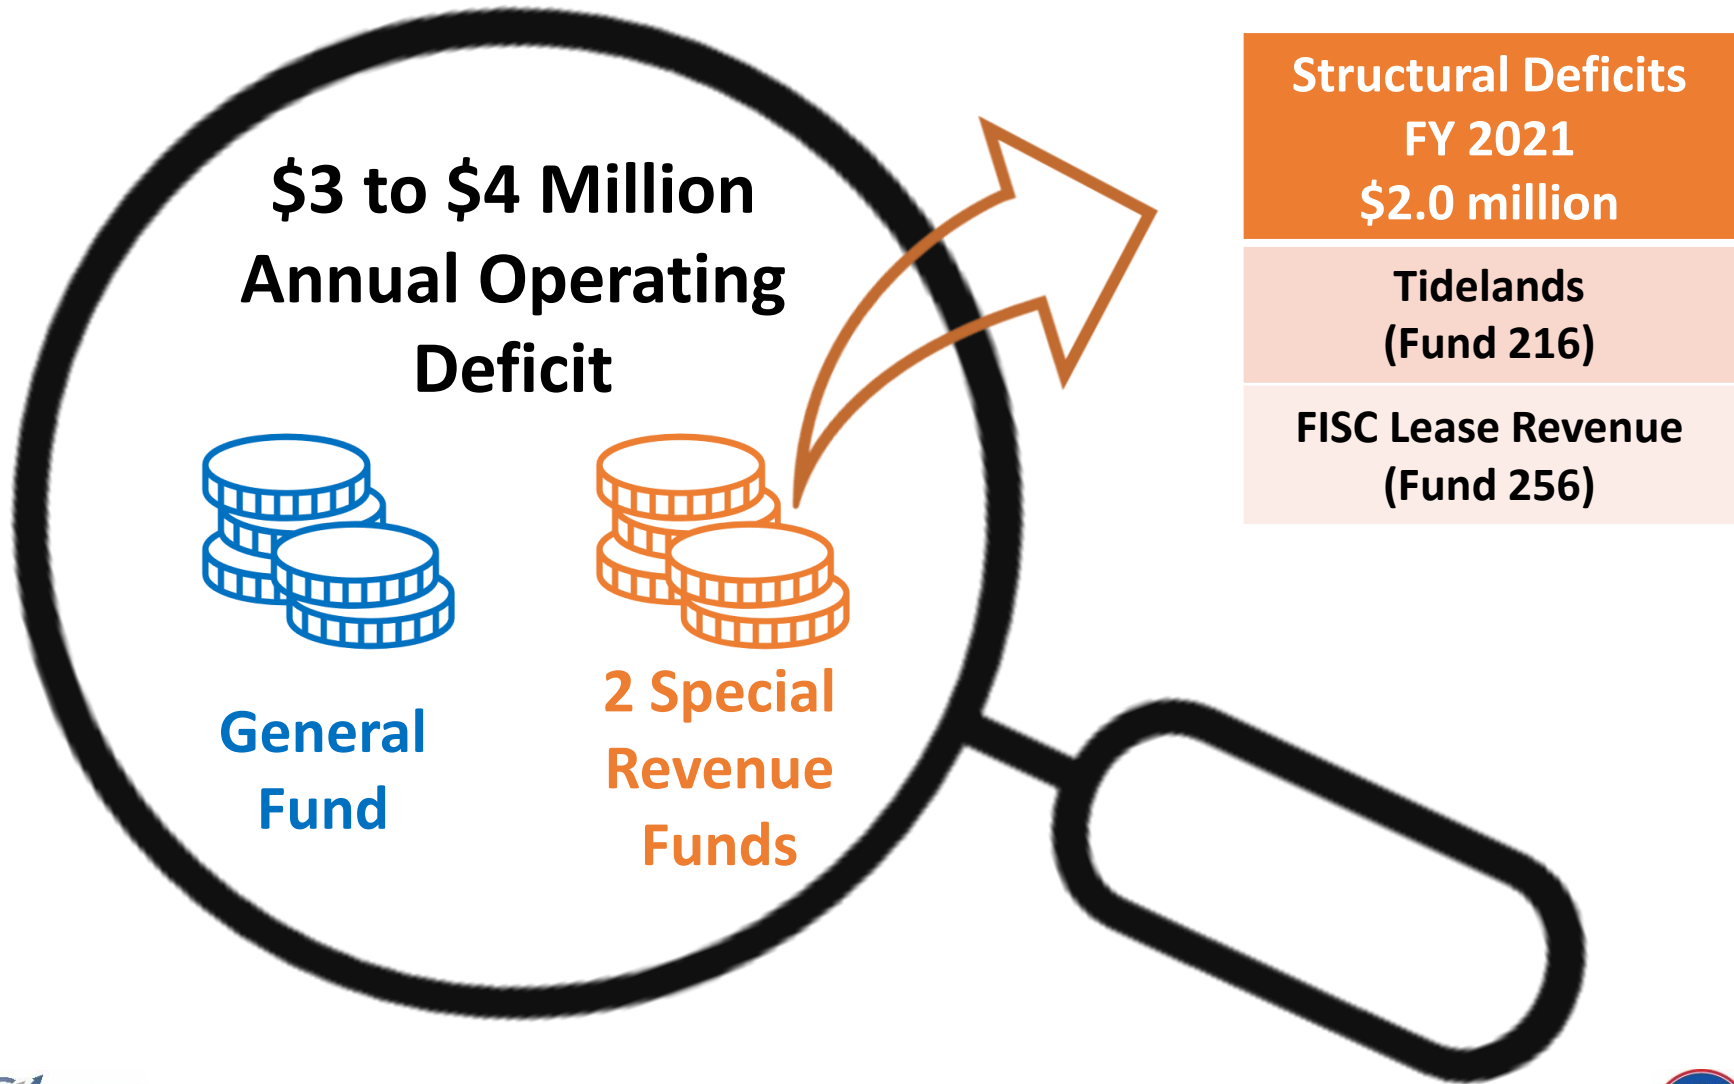 $3 to $4 Million
Annual Operating
Deficit
General
Fund
2 Special
Revenue
Funds
Structural Deficits
FY 2021
$2.0 million
Tidelands
(Fund 216)
FISC Lease Revenue
(Fund 256)